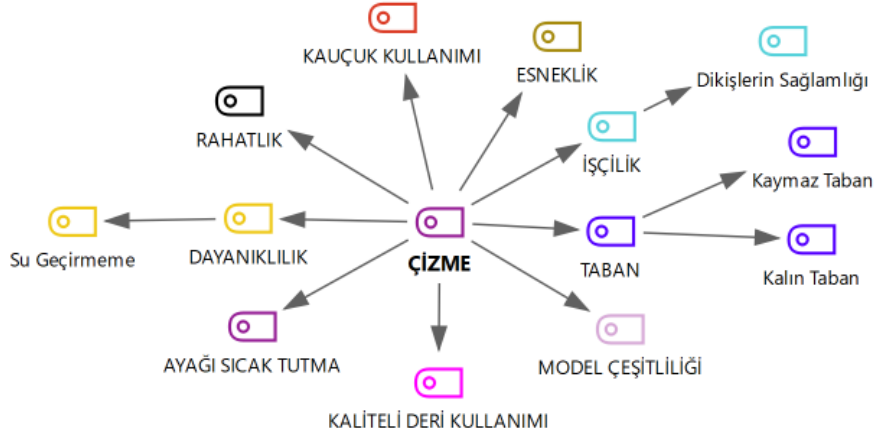 KAUÇUK KULLANIMI
ESNEKLİK
Dikişlerin Sağlamlığı
RAHATLIK
İŞÇİLİK
Kaymaz Taban
Su Geçirmeme
DAYANIKLILIK
ÇİZME
TABAN
Kalın Taban
AYAĞI SICAK TUTMA
MODEL ÇEŞİTLİLİĞİ
KALİTELİ DERİ KULLANIMI